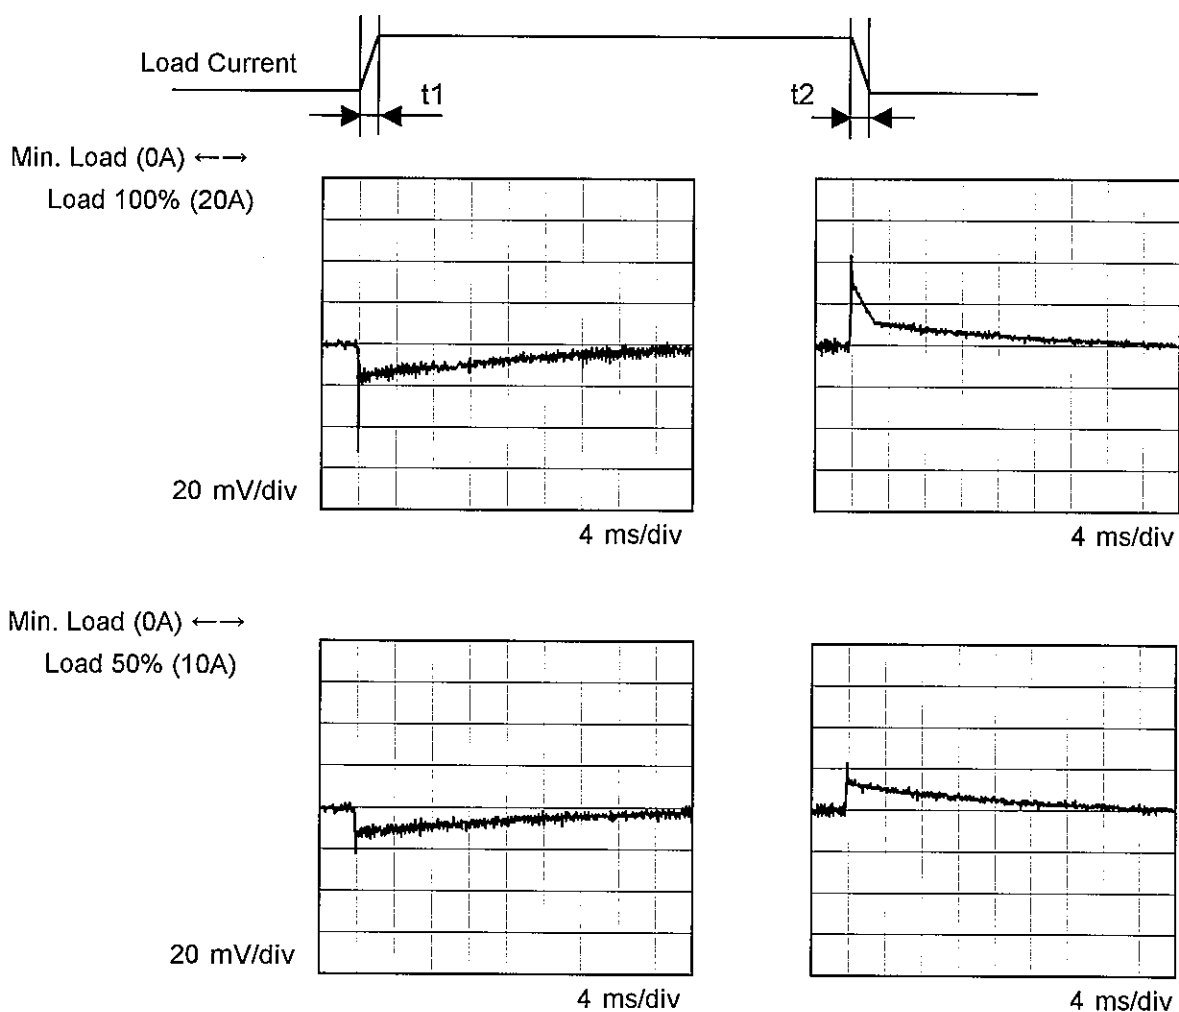 Load Current
t1
t2
Min. Load (0A) ←→
Load 100% (20A)
20 mV/div
4 ms/div
4 ms/div
Min. Load (0A) ←→
Load 50% (10A)
20 mV/div
4 ms/div
4 ms/div